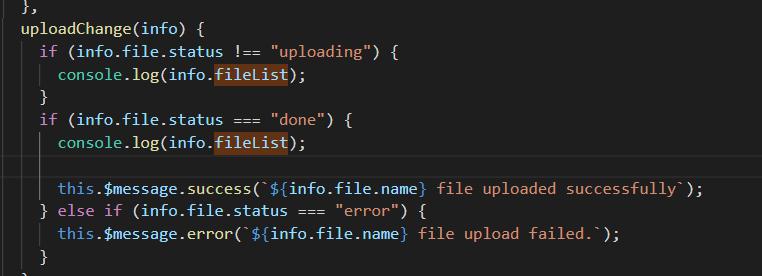 },
uploadChange(info) {
if (info.file.status !== "uploading") {
console.log(info.fileList);
}
if (info.file.status === "done") {
console.log(info.fileList);
this.$message.success(`${info.file.name} file uploaded successfully`);
} else if (info.file.status === "error") {
this.$message.error(`${info.file.name} file upload failed.`);
}